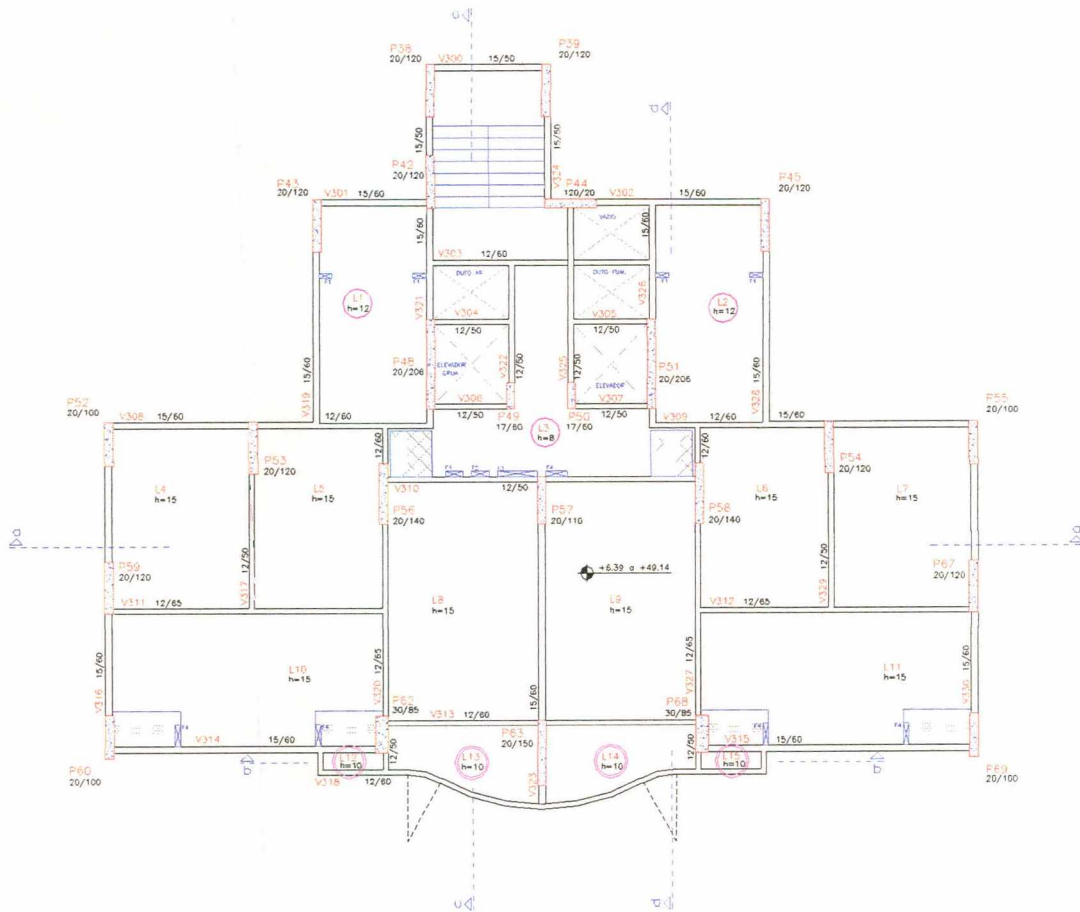 c
P38
20/120
V300
15/50
P39
20/120
d
15/50
15/50
P42
20/120
V324
P43
20/120
V301
15/60
P44
120/20
V302
15/60
P45
20/120
15/60
VAZIO
15/60
V303
12/60
DUTO AR
DUTO FUM.
V326
F1
F1
F1
F1
L1
h=12
V321
L2
h=12
V304
12/50
V305
12/50
P48
20/206
ELEVADOR
V322
12/50
V325
12/50
ELEVADOR
P51
20/206
15/60
V319
V306
12/50
V307
12/50
15/60
V328
P49
17/60
P50
17/60
P52
20/100
V308
15/60
12/60
L3
h=8
V309
12/60
15/60
P55
20/100
12/60
12/60
P53
20/120
P54
20/120
L4
h=15
L5
h=15
V310
12/50
L6
h=15
L7
h=15
P56
20/140
P57
20/110
P58
20/140
a
a
12/50
12/50
+6.39 a +49.14
P59
20/120
P67
20/120
V317
V329
V311
12/65
V312
12/65
L8
h=15
L9
h=15
15/60
12/65
12/65
15/60
L10
h=15
L11
h=15
V316
V320
V327
V330
P62
30/85
15/60
P68
30/85
V313
12/60
V314
15/60
P63
20/150
V315
15/60
12/50
12/50
P60
20/100
b
L12
h=10
L13
h=10
L14
h=10
L15
h=10
b
P69
20/100
V318
12/60
V323
c
d